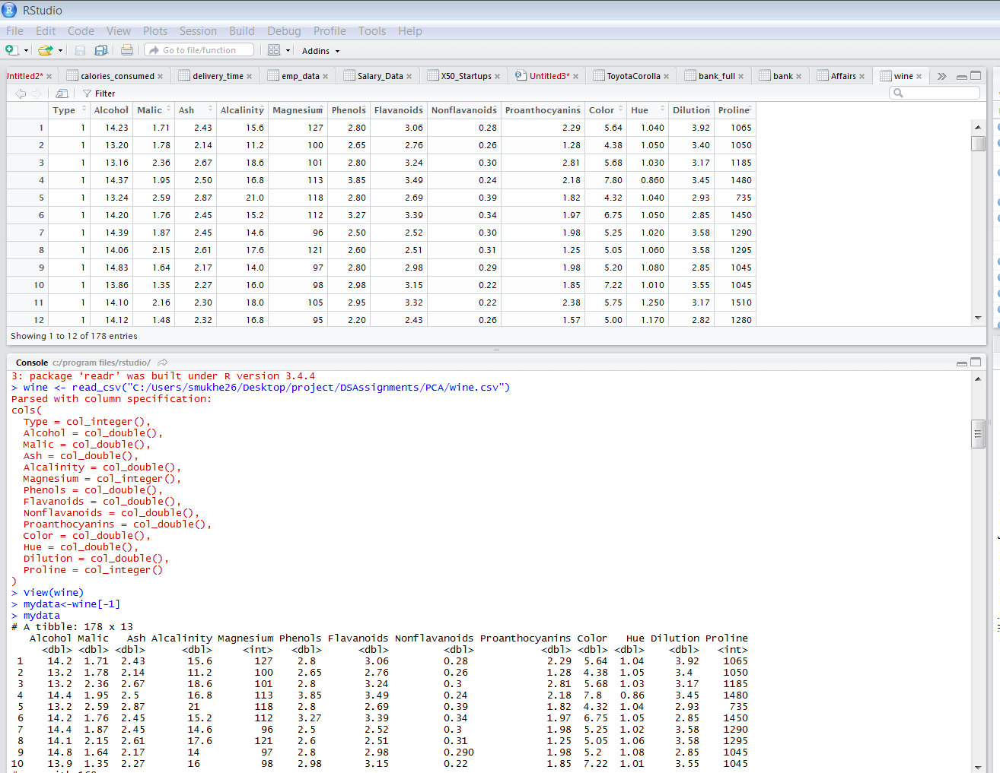 RStudio
File Edit Code View Plots Session Build Debug Profile Tools Help
Go to file/function Addins
Untitled2* calories_consumed delivery_time emp_data Salary_Data X50_Startups Untitled3* ToyotaCorolla bank_full bank Affairs wine
Filter
Type Alcohol Malic Ash Alcalinity Magnesium Phenols Flavanoids Nonflavanoids Proanthocyanins Color Hue Dilution Proline
1 1 14.23 1.71 2.43 15.6 127 2.80 3.06 0.28 2.29 5.64 1.040 3.92 1065
2 1 13.20 1.78 2.14 11.2 100 2.65 2.76 0.26 1.28 4.38 1.050 3.40 1050
3 1 13.16 2.36 2.67 18.6 101 2.80 3.24 0.30 2.81 5.68 1.030 3.17 1185
4 1 14.37 1.95 2.50 16.8 113 3.85 3.49 0.24 2.18 7.80 0.860 3.45 1480
5 1 13.24 2.59 2.87 21.0 118 2.80 2.69 0.39 1.82 4.32 1.040 2.93 735
6 1 14.20 1.76 2.45 15.2 112 3.27 3.39 0.34 1.97 6.75 1.050 2.85 1450
7 1 14.39 1.87 2.45 14.6 96 2.50 2.52 0.30 1.98 5.25 1.020 3.58 1290
8 1 14.06 2.15 2.61 17.6 121 2.60 2.51 0.31 1.25 5.05 1.060 3.58 1295
9 1 14.83 1.64 2.17 14.0 97 2.80 2.98 0.29 1.98 5.20 1.080 2.85 1045
10 1 13.86 1.35 2.27 16.0 98 2.98 3.15 0.22 1.85 7.22 1.010 3.55 1045
11 1 14.10 2.16 2.30 18.0 105 2.95 3.32 0.22 2.38 5.75 1.250 3.17 1510
12 1 14.12 1.48 2.32 16.8 95 2.20 2.43 0.26 1.57 5.00 1.170 2.82 1280
Showing 1 to 12 of 178 entries
Console c:/program files/rstudio/
3: package ‘readr’ was built under R version 3.4.4
> wine <- read_csv("C:/Users/smukhe26/Desktop/project/DSAssignments/PCA/wine.csv")
Parsed with column specification:
cols(
Type = col_integer(),
Alcohol = col_double(),
Malic = col_double(),
Ash = col_double(),
Alcalinity = col_double(),
Magnesium = col_integer(),
Phenols = col_double(),
Flavanoids = col_double(),
Nonflavanoids = col_double(),
Proanthocyanins = col_double(),
Color = col_double(),
Hue = col_double(),
Dilution = col_double(),
Proline = col_integer()
)
> View(wine)
> mydata<-wine[-1]
> mydata
# A tibble: 178 x 13
Alcohol Malic Ash Alcalinity Magnesium Phenols Flavanoids Nonflavanoids Proanthocyanins Color Hue Dilution Proline
<dbl> <dbl> <dbl> <dbl> <int> <dbl> <dbl> <dbl> <dbl> <dbl> <dbl> <dbl> <int>
1 14.2 1.71 2.43 15.6 127 2.8 3.06 0.28 2.29 5.64 1.04 3.92 1065
2 13.2 1.78 2.14 11.2 100 2.65 2.76 0.26 1.28 4.38 1.05 3.4 1050
3 13.2 2.36 2.67 18.6 101 2.8 3.24 0.3 2.81 5.68 1.03 3.17 1185
4 14.4 1.95 2.5 16.8 113 3.85 3.49 0.24 2.18 7.8 0.86 3.45 1480
5 13.2 2.59 2.87 21 118 2.8 2.69 0.39 1.82 4.32 1.04 2.93 735
6 14.2 1.76 2.45 15.2 112 3.27 3.39 0.34 1.97 6.75 1.05 2.85 1450
7 14.4 1.87 2.45 14.6 96 2.5 2.52 0.3 1.98 5.25 1.02 3.58 1290
8 14.1 2.15 2.61 17.6 121 2.6 2.51 0.31 1.25 5.05 1.06 3.58 1295
9 14.8 1.64 2.17 14 97 2.8 2.98 0.290 1.98 5.2 1.08 2.85 1045
10 13.9 1.35 2.27 16 98 2.98 3.15 0.22 1.85 7.22 1.01 3.55 1045